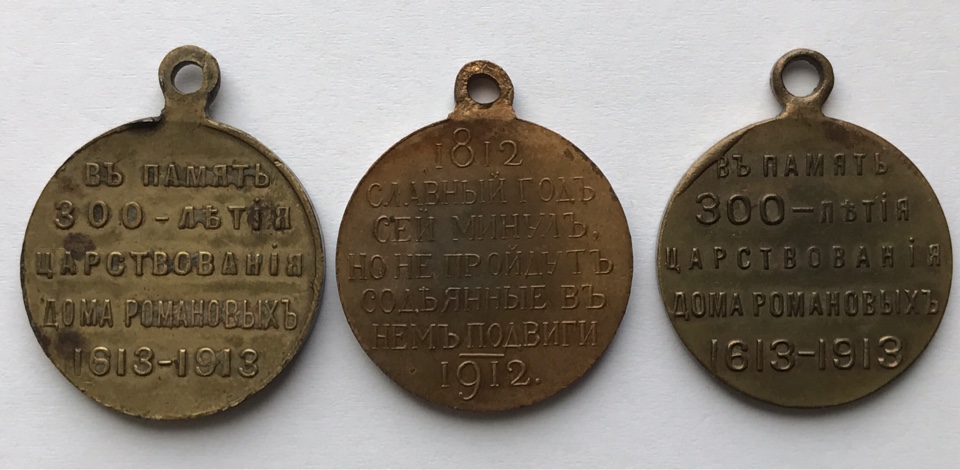 ВЪ ПАМЯТЬ
300-ЛѢТІЯ
ЦАРСТВОВАНІЯ
ДОМА РОМАНОВЫХЪ
1613-1913
1812
СЛАВНЫЙ ГОДЪ
СЕЙ МИНУЛЪ,
НО НЕ ПРОЙДУТЪ
СОДѢЯННЫЕ ВЪ
НЕМЪ ПОДВИГИ
1912.
ВЪ ПАМЯТЬ
300-ЛѢТІЯ
ЦАРСТВОВАНІЯ
ДОМА РОМАНОВЫХЪ
1613-1913